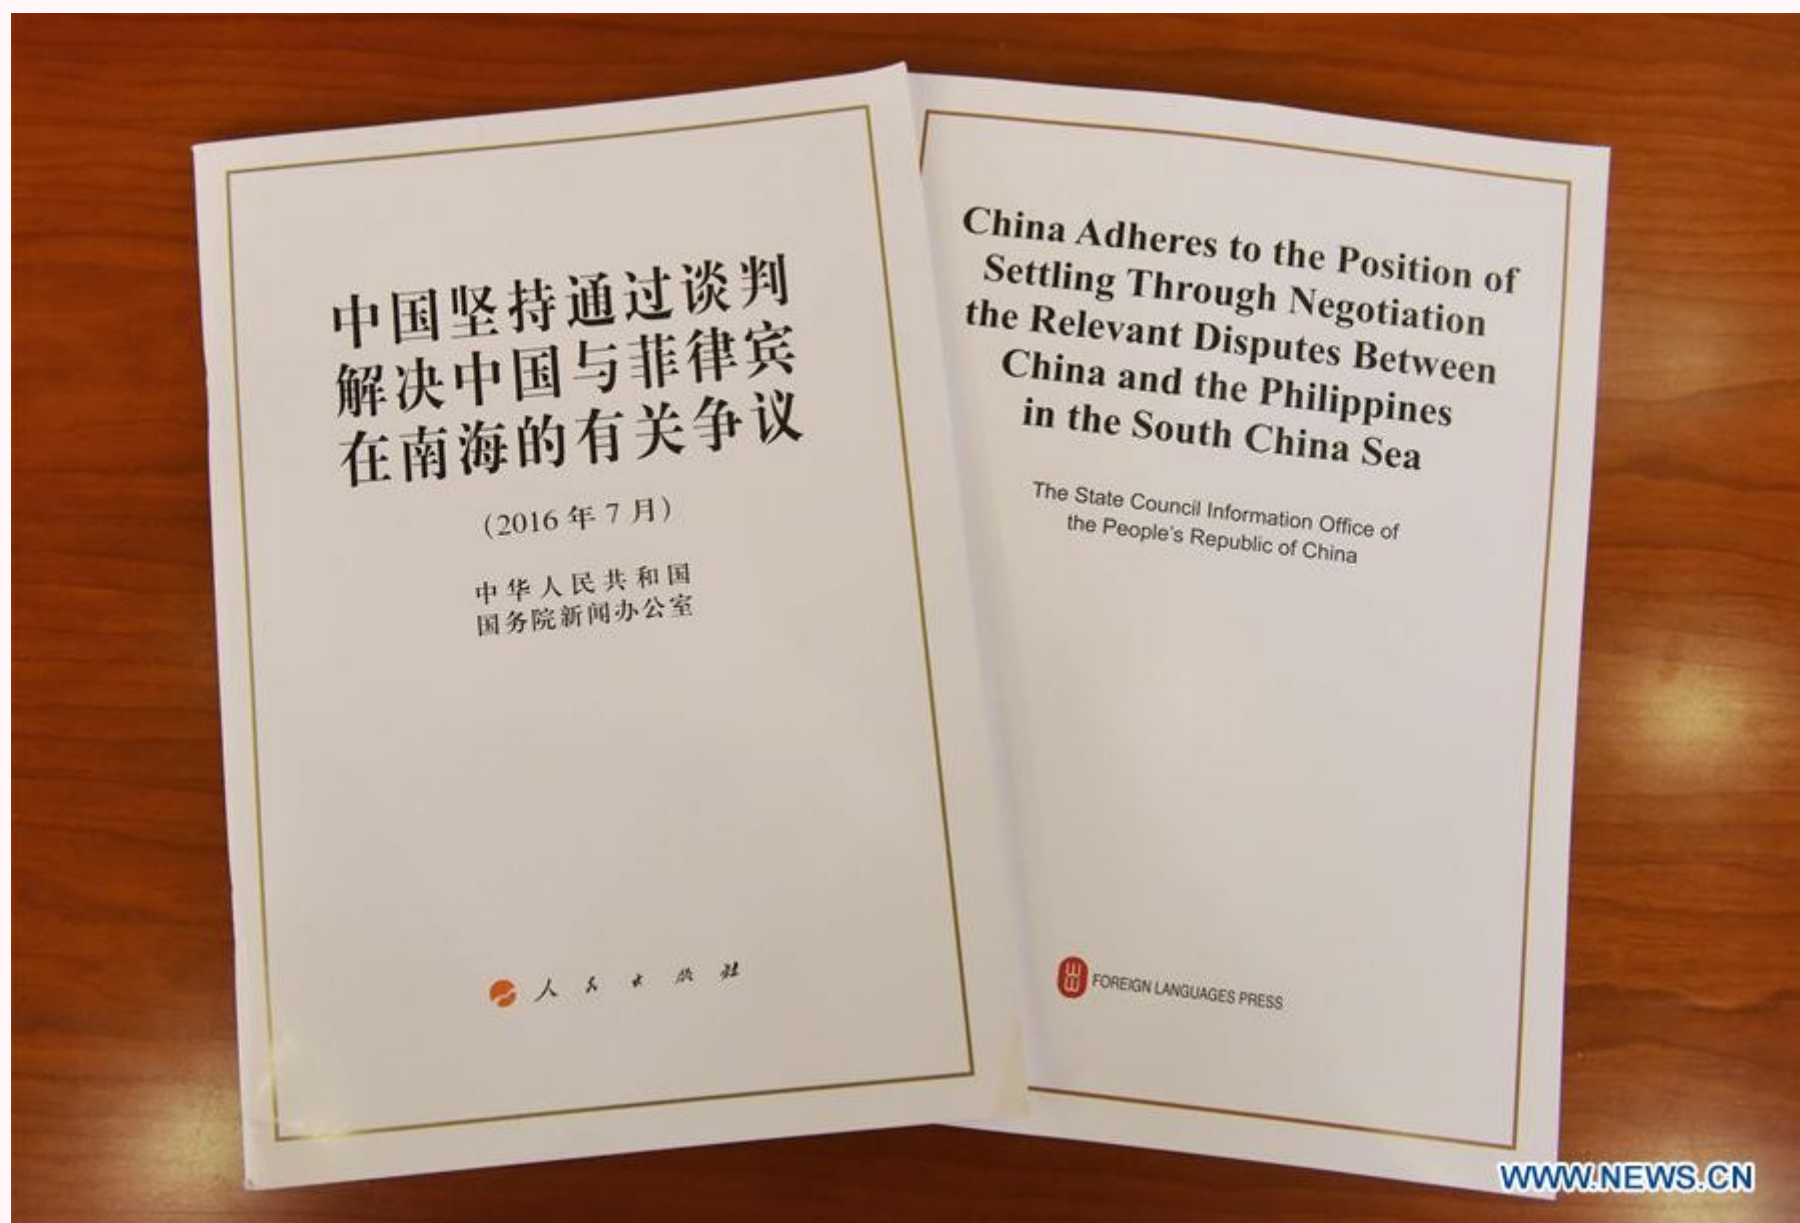 中国坚持通过谈判
解决中国与菲律宾
在南海的有关争议
（2016年7月）
中华人民共和国
国务院新闻办公室
人民出版社
China Adheres to the Position of
Settling Through Negotiation
the Relevant Disputes Between
China and the Philippines
in the South China Sea
The State Council Information Office of
the People's Republic of China
FOREIGN LANGUAGES PRESS
WWW.NEWS.CN